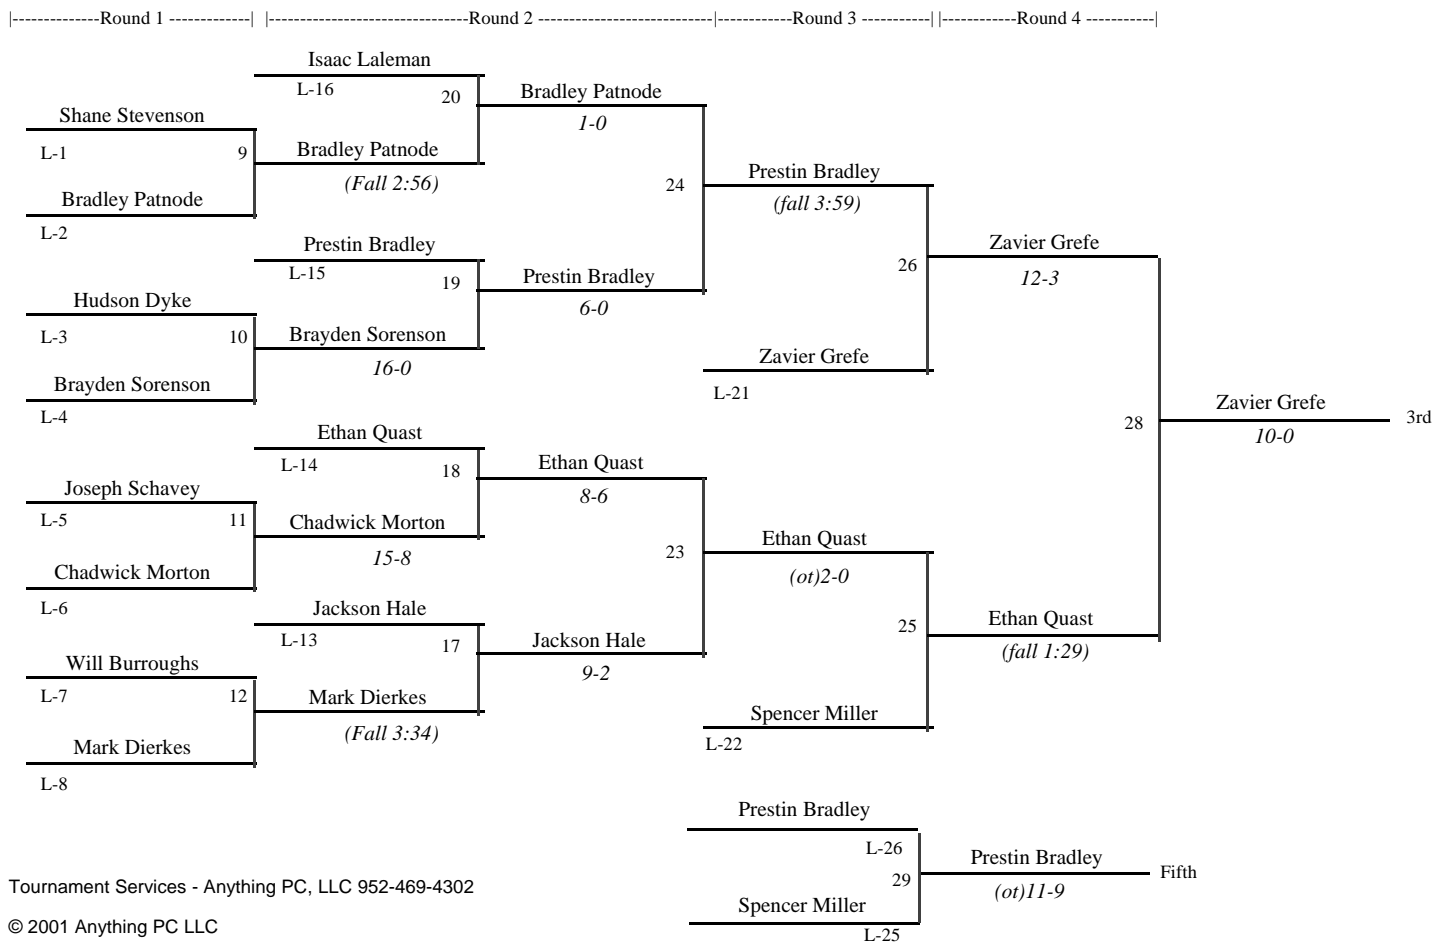 |-------------Round 1 -------------| |-----------------------------Round 2 -------------------------| |-----------Round 3 -----------| |-----------Round 4 ----------|
Isaac Laleman
L-16
20
Bradley Patnode
1-0
Shane Stevenson
L-1
9
Bradley Patnode
(Fall 2:56)
Bradley Patnode
L-2
24
Prestin Bradley
(fall 3:59)
Prestin Bradley
L-15
19
Prestin Bradley
6-0
26
Zavier Grefe
12-3
Hudson Dyke
L-3
10
Brayden Sorenson
16-0
Brayden Sorenson
L-4
Zavier Grefe
L-21
28
Zavier Grefe
10-0
3rd
Ethan Quast
L-14
18
Ethan Quast
8-6
Joseph Schavey
L-5
11
Chadwick Morton
15-8
Chadwick Morton
L-6
23
Ethan Quast
(ot)2-0
Jackson Hale
L-13
17
Jackson Hale
9-2
25
Ethan Quast
(fall 1:29)
Will Burroughs
L-7
12
Mark Dierkes
(Fall 3:34)
Mark Dierkes
L-8
Spencer Miller
L-22
Prestin Bradley
L-26
29
Prestin Bradley
(ot)11-9
Fifth
Spencer Miller
L-25
Tournament Services - Anything PC, LLC 952-469-4302
© 2001 Anything PC LLC